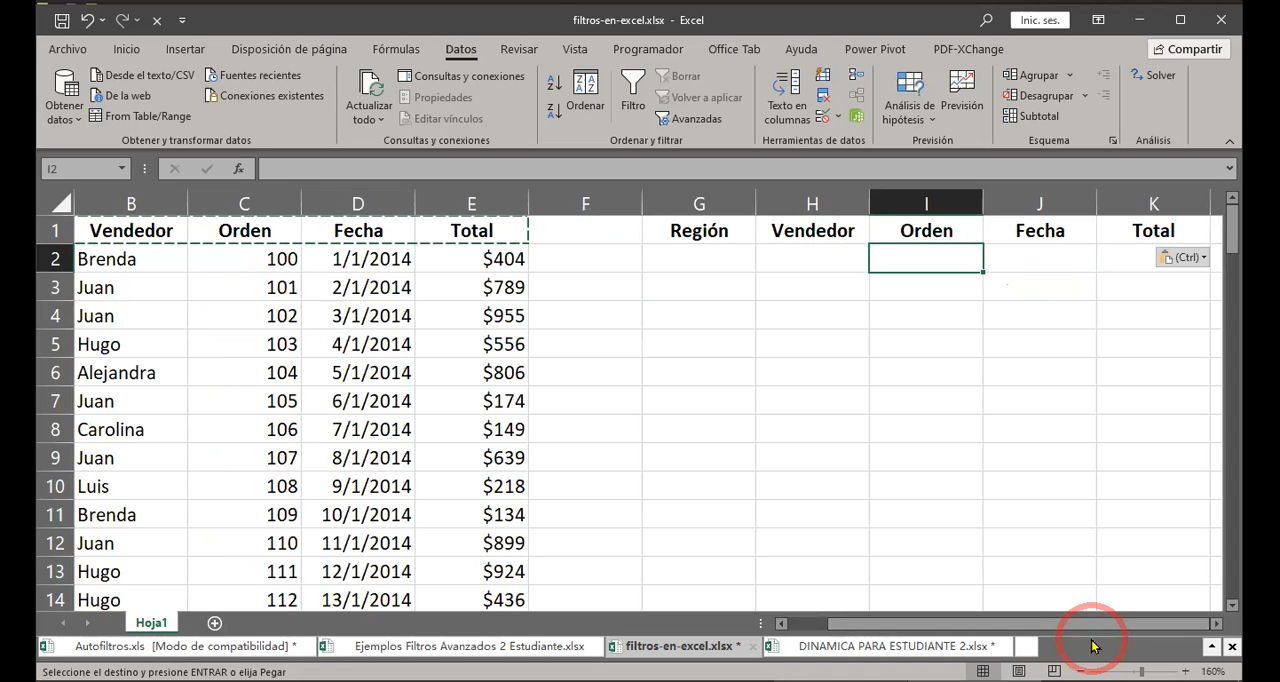 filtros-en-excel.xlsx - Excel
Inic. ses.
Archivo Inicio Insertar Disposición de página Fórmulas Datos Revisar Vista Programador Office Tab Ayuda Power Pivot PDF-XChange Compartir
Obtener datos
Desde el texto/CSV
De la web
From Table/Range
Fuentes recientes
Conexiones existentes
Obtener y transformar datos
Actualizar todo
Consultas y conexiones
Propiedades
Editar vínculos
Consultas y conexiones
Ordenar
Filtro
Borrar
Volver a aplicar
Avanzadas
Ordenar y filtrar
Texto en columnas
Herramientas de datos
Análisis de hipótesis
Previsión
Previsión
Agrupar
Desagrupar
Subtotal
Esquema
Solver
Análisis
I2 fx
B C D E F G H I J K
1 Vendedor Orden Fecha Total Región Vendedor Orden Fecha Total
2 Brenda 100 1/1/2014 $404 (Ctrl)
3 Juan 101 2/1/2014 $789
4 Juan 102 3/1/2014 $955
5 Hugo 103 4/1/2014 $556
6 Alejandra 104 5/1/2014 $806
7 Juan 105 6/1/2014 $174
8 Carolina 106 7/1/2014 $149
9 Juan 107 8/1/2014 $639
10 Luis 108 9/1/2014 $218
11 Brenda 109 10/1/2014 $134
12 Juan 110 11/1/2014 $899
13 Hugo 111 12/1/2014 $924
14 Hugo 112 13/1/2014 $436
Hoja1
Autofiltros.xls [Modo de compatibilidad] * Ejemplos Filtros Avanzados 2 Estudiante.xlsx filtros-en-excel.xlsx * DINAMICA PARA ESTUDIANTE 2.xlsx *
Seleccione el destino y presione ENTRAR o elija Pegar 160%